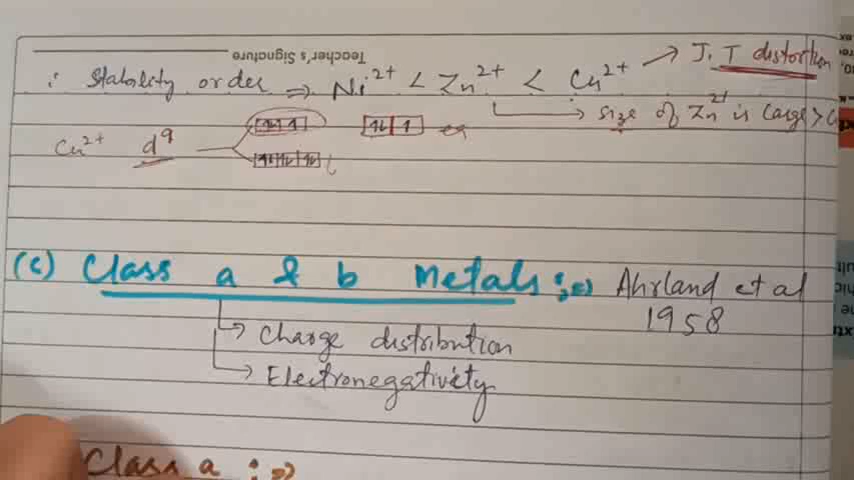 Teacher's Signature
∴ Stability order ⇒ Ni²⁺ < Zn²⁺ < Cu²⁺ → J.T distortion
→ size of Zn²⁺ is large >
Cu²⁺ d⁹ eg
(c) Class a & b Metals :⇒ Ahrland et al
1958
→ Charge distribution
→ Electronegativity
Class a :⇒